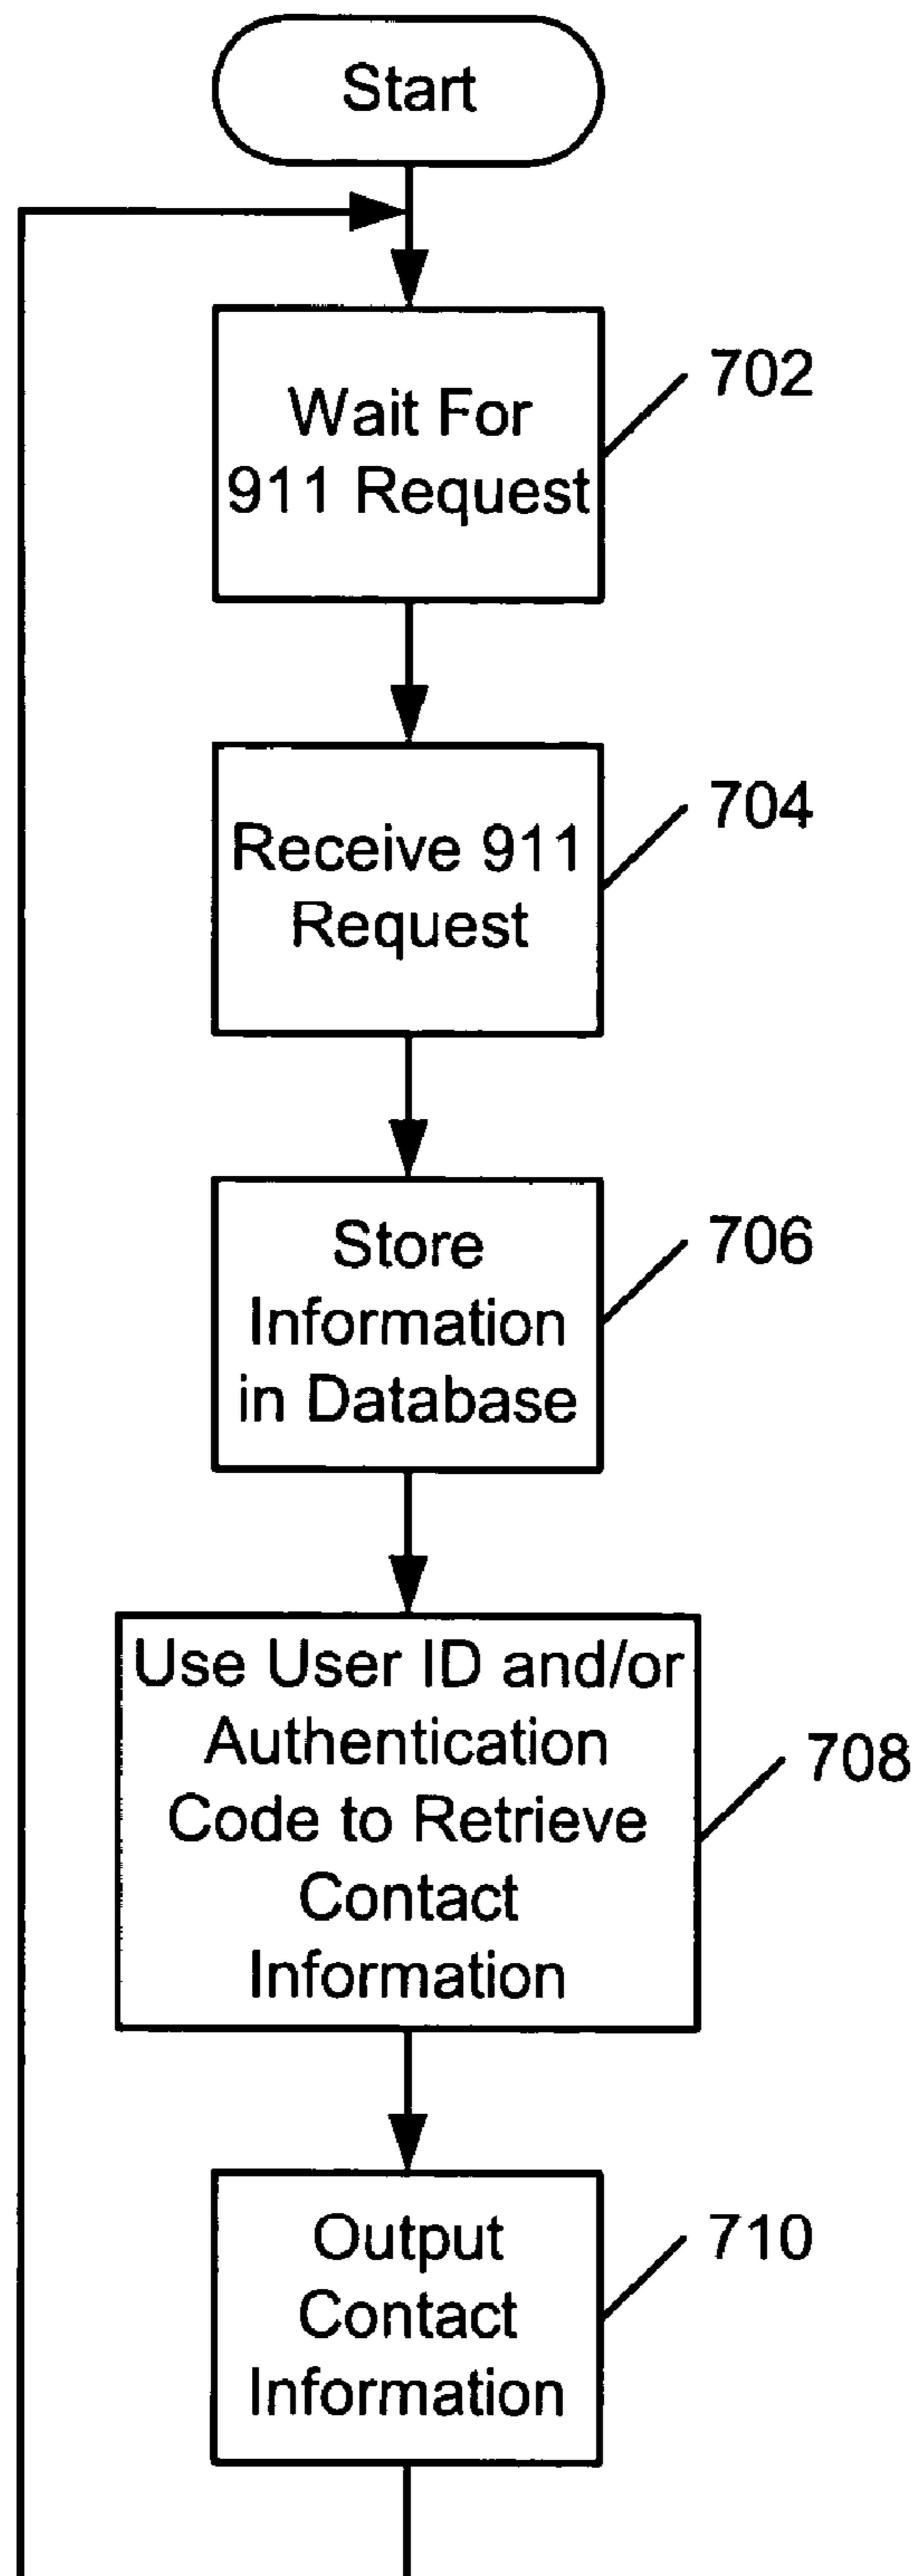 Start
Wait For
911 Request
702
Receive 911
Request
704
Store
Information
in Database
706
Use User ID and/or
Authentication
Code to Retrieve
Contact
Information
708
Output
Contact
Information
710